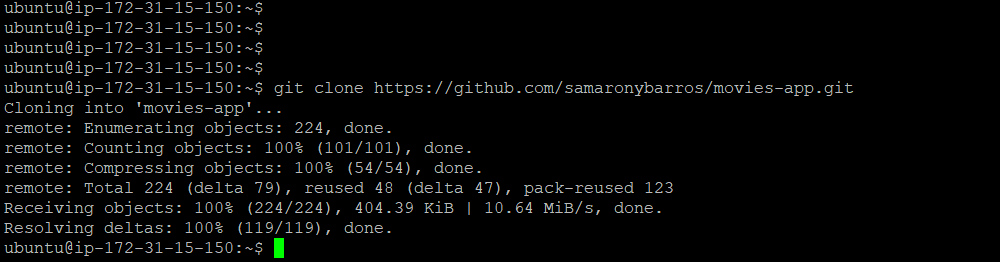 ubuntu@ip-172-31-15-150:~$
ubuntu@ip-172-31-15-150:~$
ubuntu@ip-172-31-15-150:~$
ubuntu@ip-172-31-15-150:~$
ubuntu@ip-172-31-15-150:~$ git clone https://github.com/samaronybarros/movies-app.git
Cloning into 'movies-app'...
remote: Enumerating objects: 224, done.
remote: Counting objects: 100% (101/101), done.
remote: Compressing objects: 100% (54/54), done.
remote: Total 224 (delta 79), reused 48 (delta 47), pack-reused 123
Receiving objects: 100% (224/224), 404.39 KiB | 10.64 MiB/s, done.
Resolving deltas: 100% (119/119), done.
ubuntu@ip-172-31-15-150:~$